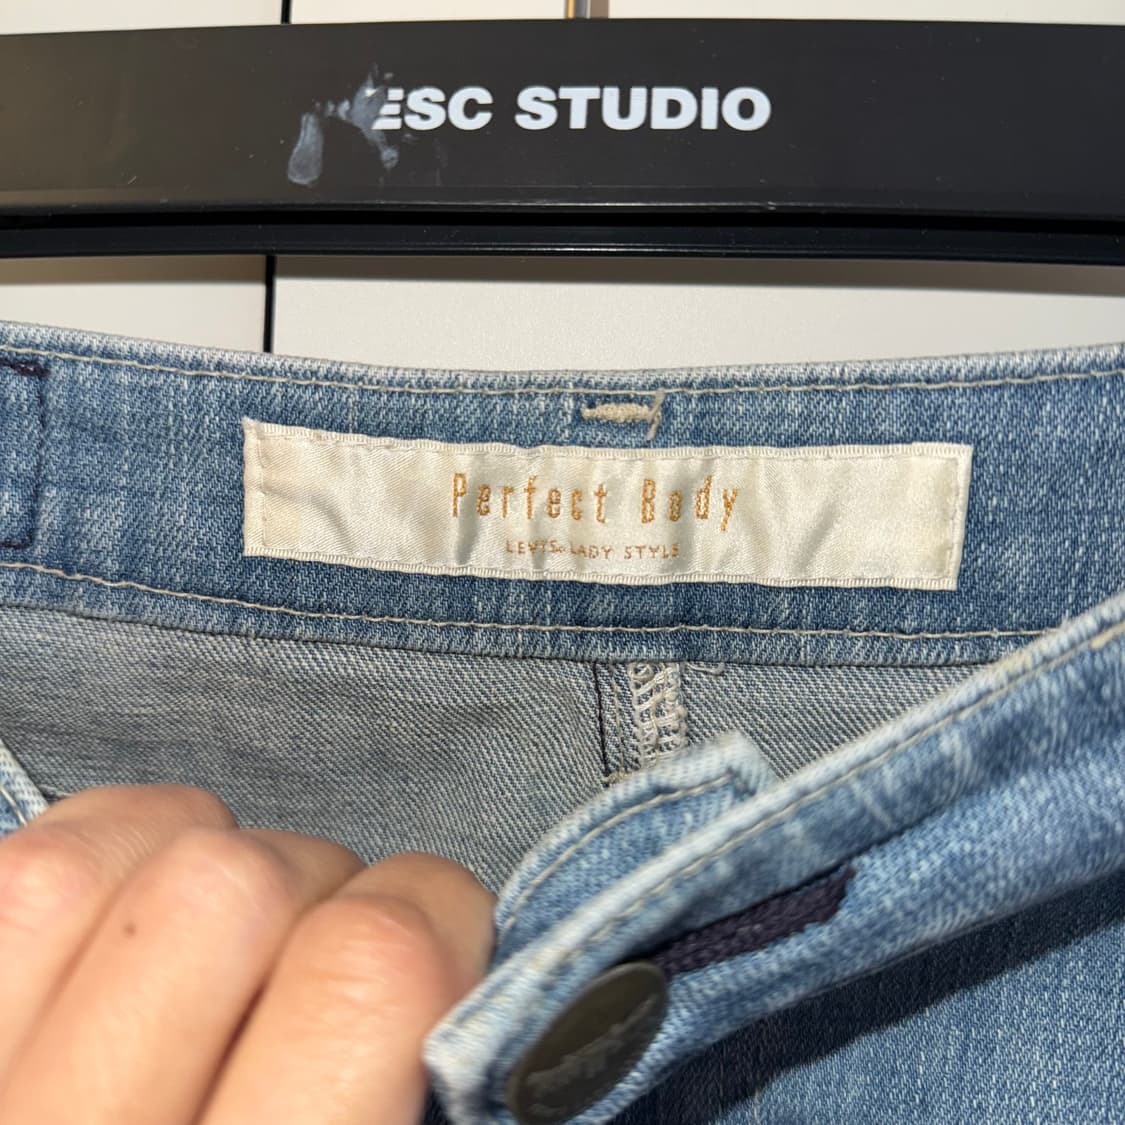 ESC STUDIO
Perfect Body
LEVI'S® LADY STYLE